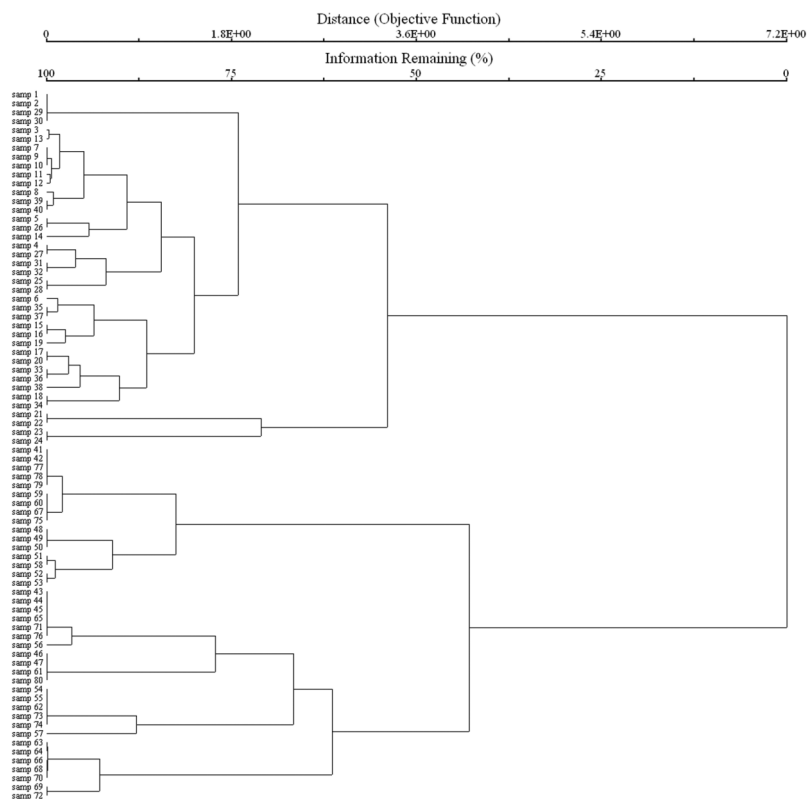 Distance (Objective Function)
0 1.8E+00 3.6E+00 5.4E+00 7.2E+00
Information Remaining (%)
100 75 50 25 0
samp 1
samp 2
samp 29
samp 30
samp 3
samp 13
samp 7
samp 9
samp 10
samp 11
samp 12
samp 8
samp 39
samp 40
samp 5
samp 26
samp 14
samp 4
samp 27
samp 31
samp 32
samp 25
samp 28
samp 6
samp 35
samp 37
samp 15
samp 16
samp 19
samp 17
samp 20
samp 33
samp 36
samp 38
samp 18
samp 34
samp 21
samp 22
samp 23
samp 24
samp 41
samp 42
samp 77
samp 78
samp 79
samp 59
samp 60
samp 67
samp 75
samp 48
samp 49
samp 50
samp 51
samp 58
samp 52
samp 53
samp 43
samp 44
samp 45
samp 65
samp 71
samp 76
samp 56
samp 46
samp 47
samp 61
samp 80
samp 54
samp 55
samp 62
samp 73
samp 74
samp 57
samp 63
samp 64
samp 66
samp 68
samp 70
samp 69
samp 72